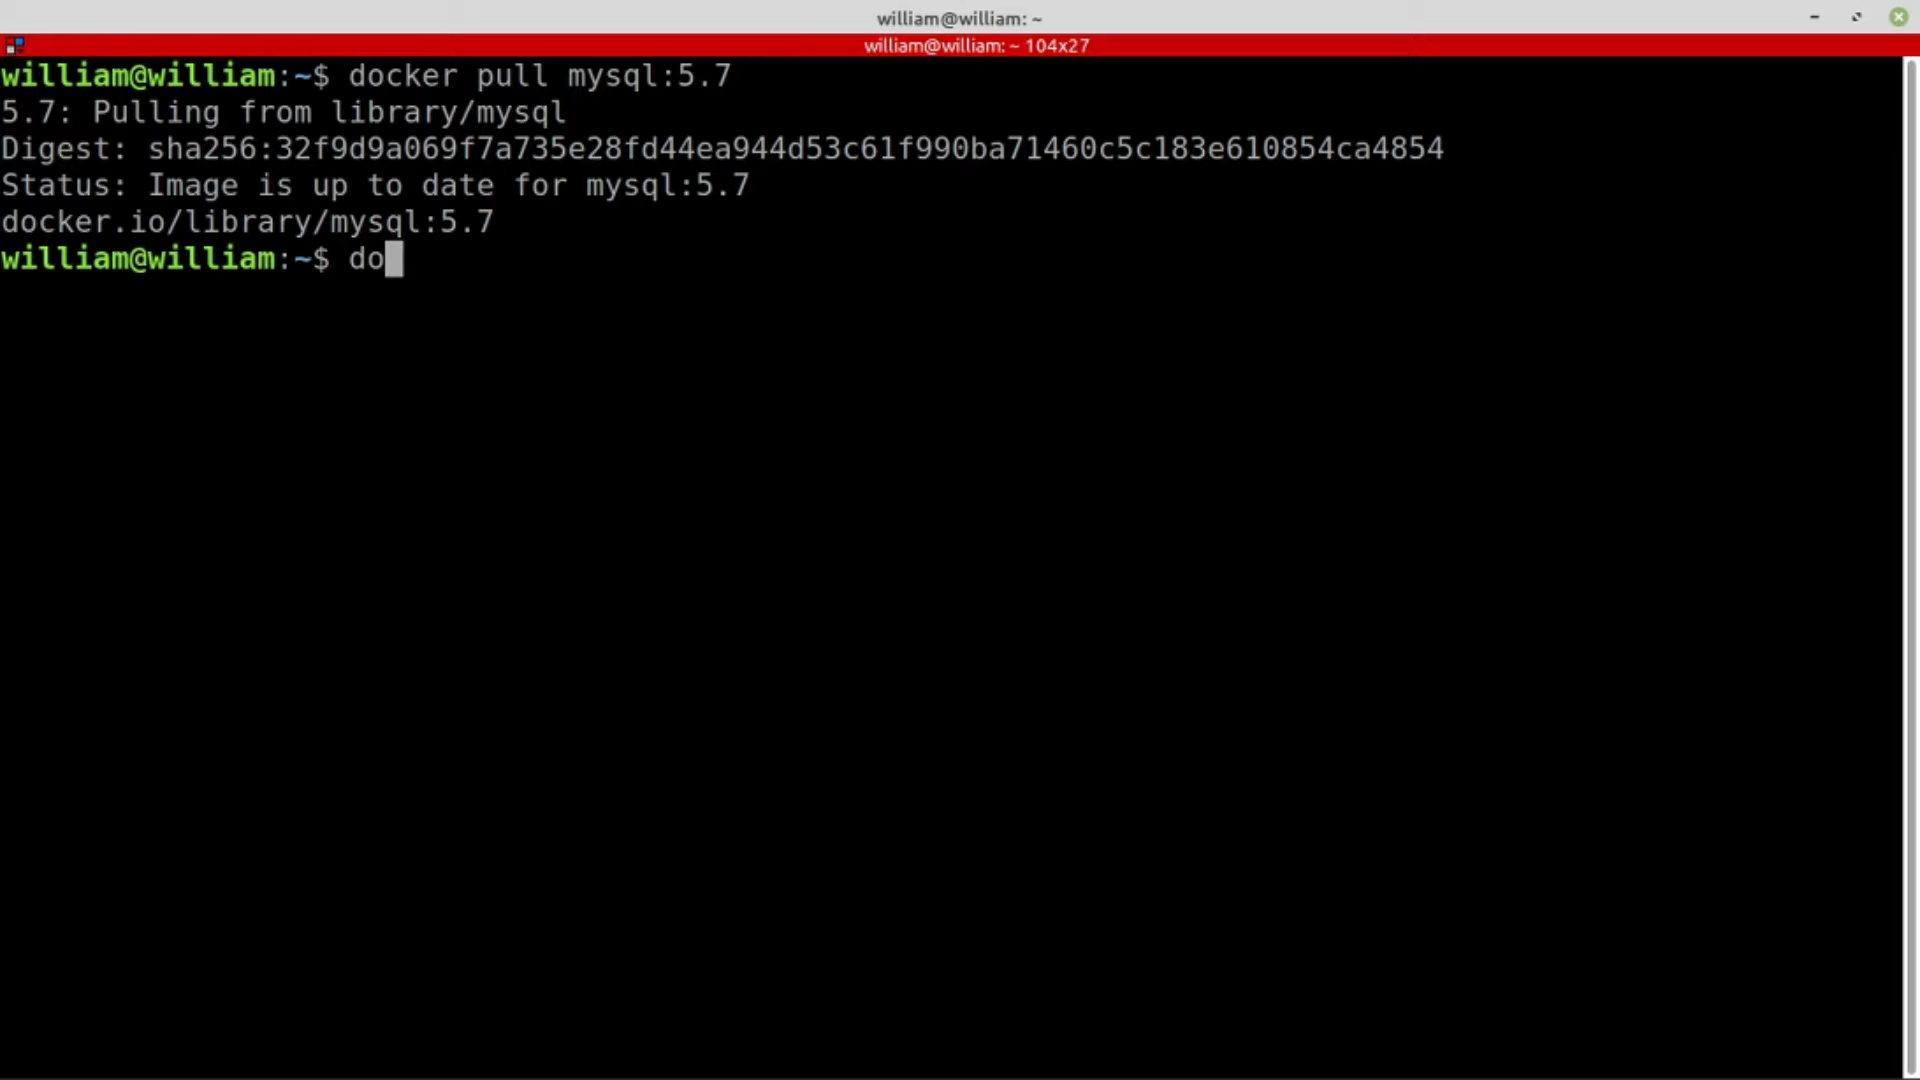 william@william: ~
william@william: ~ 104x27
william@william:~$ docker pull mysql:5.7
5.7: Pulling from library/mysql
Digest: sha256:32f9d9a069f7a735e28fd44ea944d53c61f990ba71460c5c183e610854ca4854
Status: Image is up to date for mysql:5.7
docker.io/library/mysql:5.7
william@william:~$ do